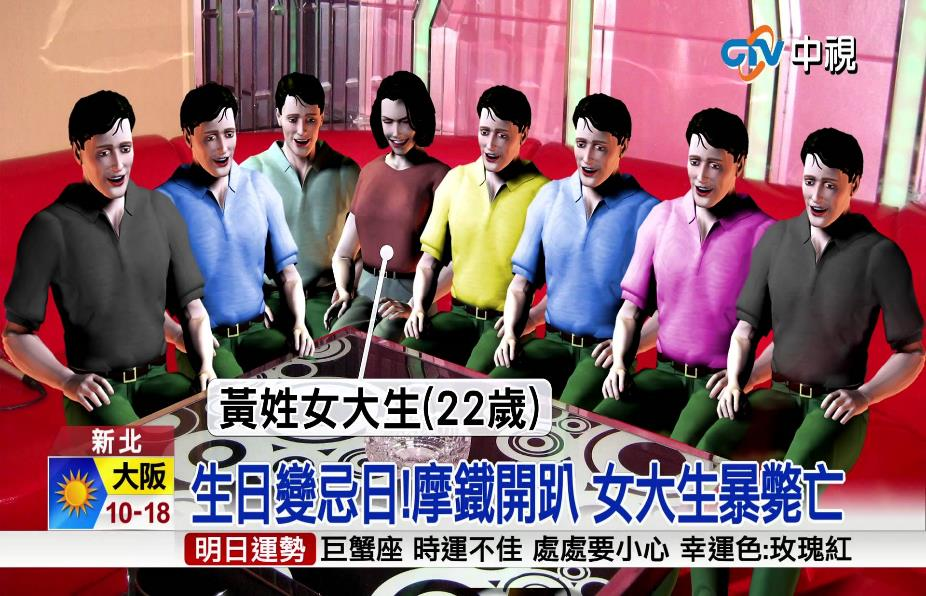 CTV中視
黃姓女大生(22歲)
新北
大阪
10-18
生日變忌日!摩鐵開趴 女大生暴斃亡
明日運勢 巨蟹座 時運不佳 處處要小心 幸運色:玫瑰紅